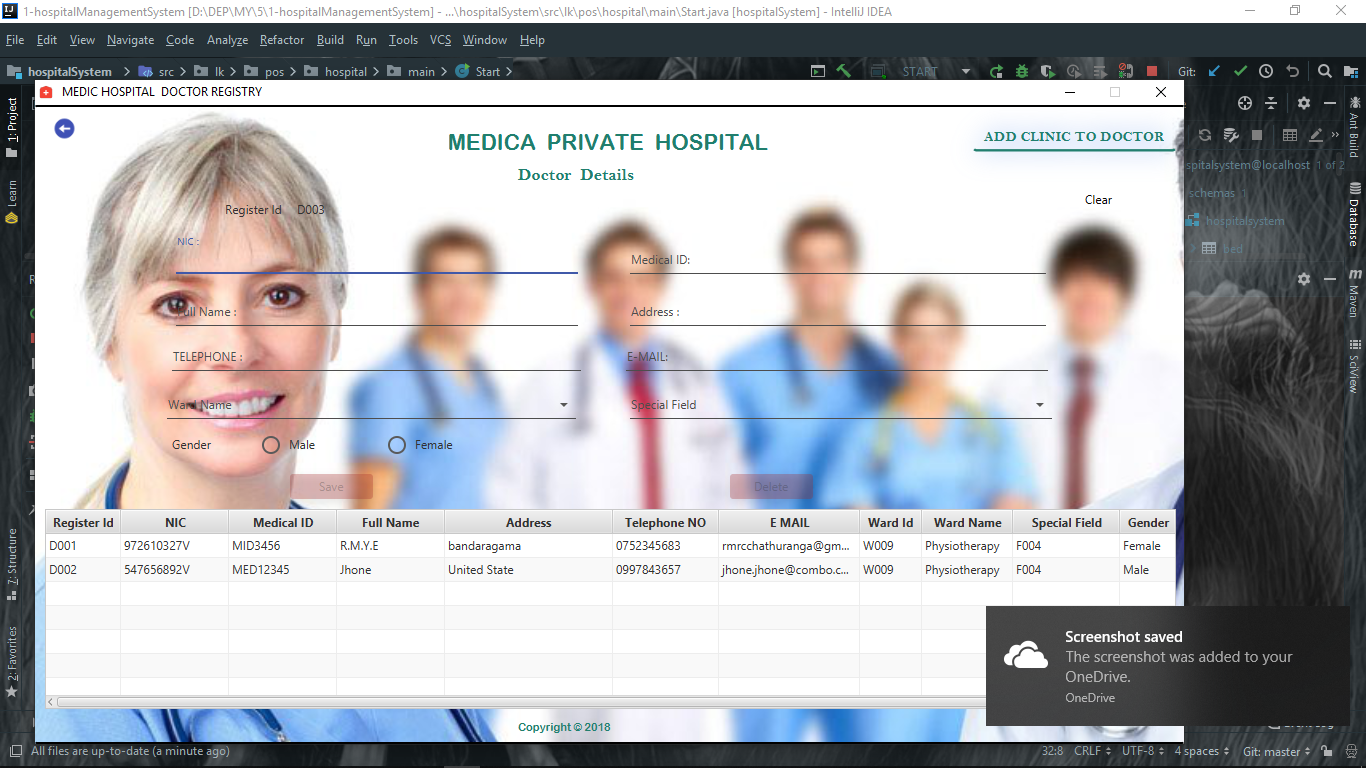 1-hospitalManagementSystem [D:\DEP\MY\5\1-hospitalManagementSystem] - ...\hospitalSystem\src\lk\pos\hospital\main\Start.java [hospitalSystem] - IntelliJ IDEA
File Edit View Navigate Code Analyze Refactor Build Run Tools VCS Window Help
hospitalSystem src lk pos hospital main Start START Git:
MEDIC HOSPITAL DOCTOR REGISTRY
1: Project
Learn
7: Structure
2: Favorites
MEDICA PRIVATE HOSPITAL
ADD CLINIC TO DOCTOR
Doctor Details
Clear
Register Id D003
NIC :
Medical ID:
Full Name :
Address :
TELEPHONE :
E-MAIL:
Ward Name
Special Field
Gender Male Female
Save
Delete
Register Id NIC Medical ID Full Name Address Telephone NO E MAIL Ward Id Ward Name Special Field Gender
D001 972610327V MID3456 R.M.Y.E bandaragama 0752345683 rmrcchathuranga@gm... W009 Physiotherapy F004 Female
D002 547656892V MED12345 Jhone United State 0997843657 jhone.jhone@combo.c... W009 Physiotherapy F004 Male
Copyright © 2018
spitalsystem@localhost 1 of 2
schemas 1
hospitalsystem
bed
Ant Build
Database
Maven
SciView
Screenshot saved
The screenshot was added to your
OneDrive.
OneDrive
All files are up-to-date (a minute ago)
32:8 CRLF UTF-8 4 spaces Git: master